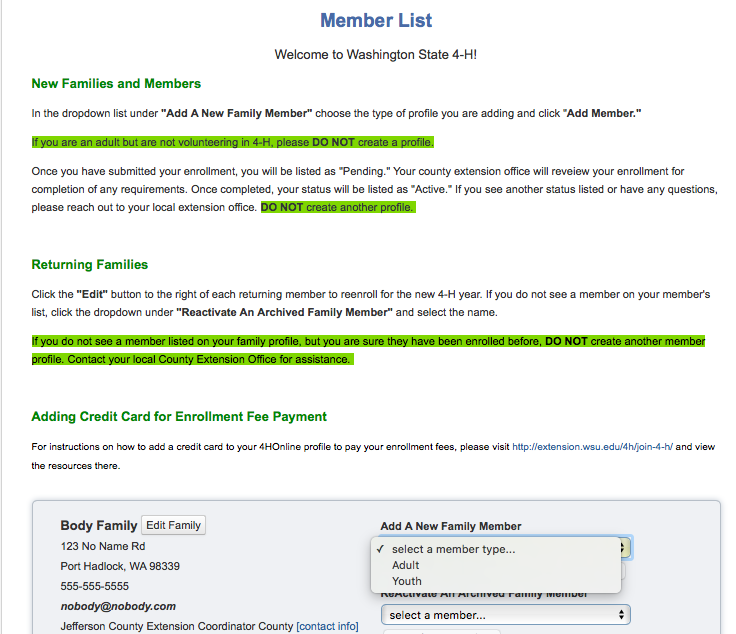 Member List
Welcome to Washington State 4-H!
New Families and Members
In the dropdown list under "Add A New Family Member" choose the type of profile you are adding and click "Add Member."
If you are an adult but are not volunteering in 4-H, please DO NOT create a profile.
Once you have submitted your enrollment, you will be listed as "Pending." Your county extension office will reveiew your enrollment for
completion of any requirements. Once completed, your status will be listed as "Active." If you see another status listed or have any questions,
please reach out to your local extension office. DO NOT create another profile.
Returning Families
Click the "Edit" button to the right of each returning member to reenroll for the new 4-H year. If you do not see a member on your member's
list, click the dropdown under "Reactivate An Archived Family Member" and select the name.
If you do not see a member listed on your family profile, but you are sure they have been enrolled before, DO NOT create another member
profile. Contact your local County Extension Office for assistance.
Adding Credit Card for Enrollment Fee Payment
For instructions on how to add a credit card to your 4HOnline profile to pay your enrollment fees, please visit http://extension.wsu.edu/4h/join-4-h/ and view
the resources there.
Body Family Edit Family
123 No Name Rd
Port Hadlock, WA 98339
555-555-5555
nobody@nobody.com
Jefferson County Extension Coordinator County [contact info]
Add A New Family Member
✓ select a member type...
Adult
Youth
ReActivate An Archived Family Member
select a member...